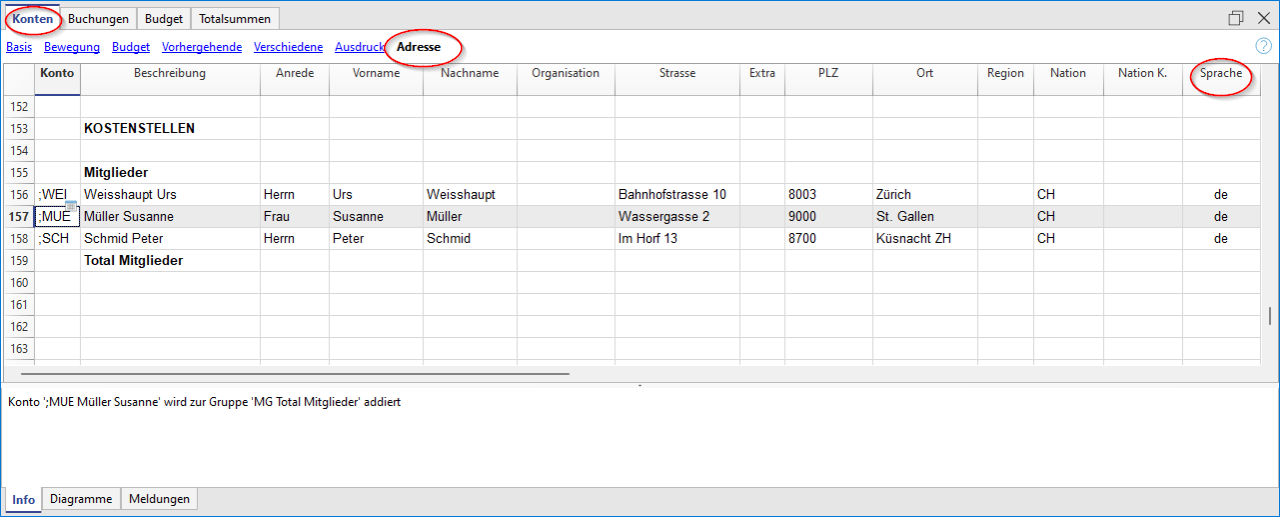 Konten Buchungen Budget Totalsummen
Basis Bewegung Budget Vorhergehende Verschiedene Ausdruck Adresse ?
Konto Beschreibung Anrede Vorname Nachname Organisation Strasse Extra PLZ Ort Region Nation Nation K. Sprache
152
153 KOSTENSTELLEN
154
155 Mitglieder
156 ;WEI Weisshaupt Urs Herrn Urs Weisshaupt Bahnhofstrasse 10 8003 Zürich CH de
157 ;MUE Müller Susanne Frau Susanne Müller Wassergasse 2 9000 St. Gallen CH de
158 ;SCH Schmid Peter Herrn Peter Schmid Im Horf 13 8700 Küsnacht ZH CH de
159 Total Mitglieder
160
161
162
163
Konto ';MUE Müller Susanne' wird zur Gruppe 'MG Total Mitglieder' addiert
Info Diagramme Meldungen